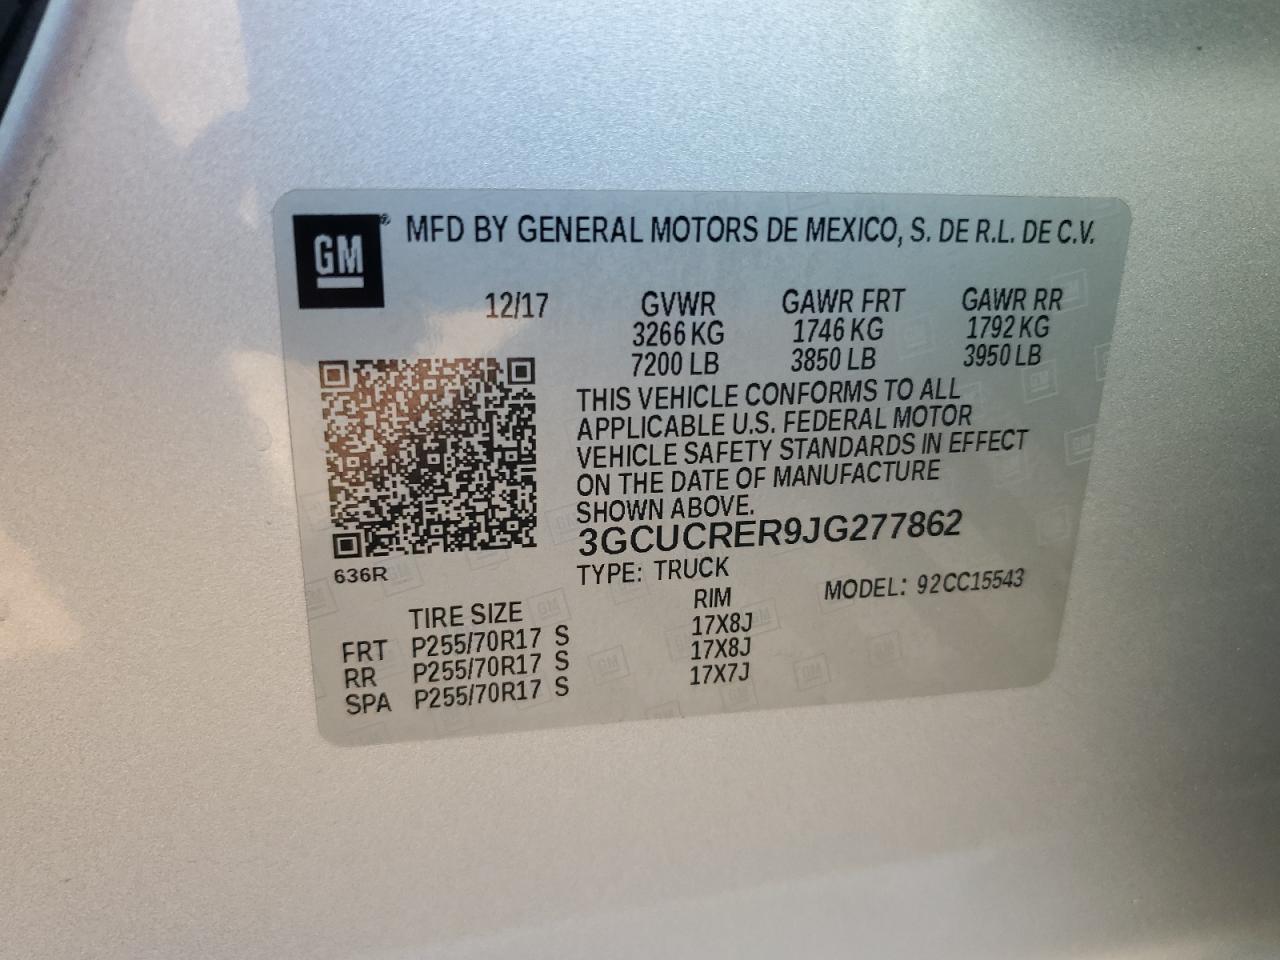 GM ® MFD BY GENERAL MOTORS DE MEXICO, S. DE R.L. DE C.V.
12/17 GVWR GAWR FRT GAWR RR
3266 KG 1746 KG 1792 KG
7200 LB 3850 LB 3950 LB
THIS VEHICLE CONFORMS TO ALL
APPLICABLE U.S. FEDERAL MOTOR
VEHICLE SAFETY STANDARDS IN EFFECT
ON THE DATE OF MANUFACTURE
SHOWN ABOVE.
3GCUCRER9JG277862
636R
TYPE: TRUCK MODEL: 92CC15543
TIRE SIZE RIM
FRT P255/70R17 S 17X8J
RR P255/70R17 S 17X8J
SPA P255/70R17 S 17X7J